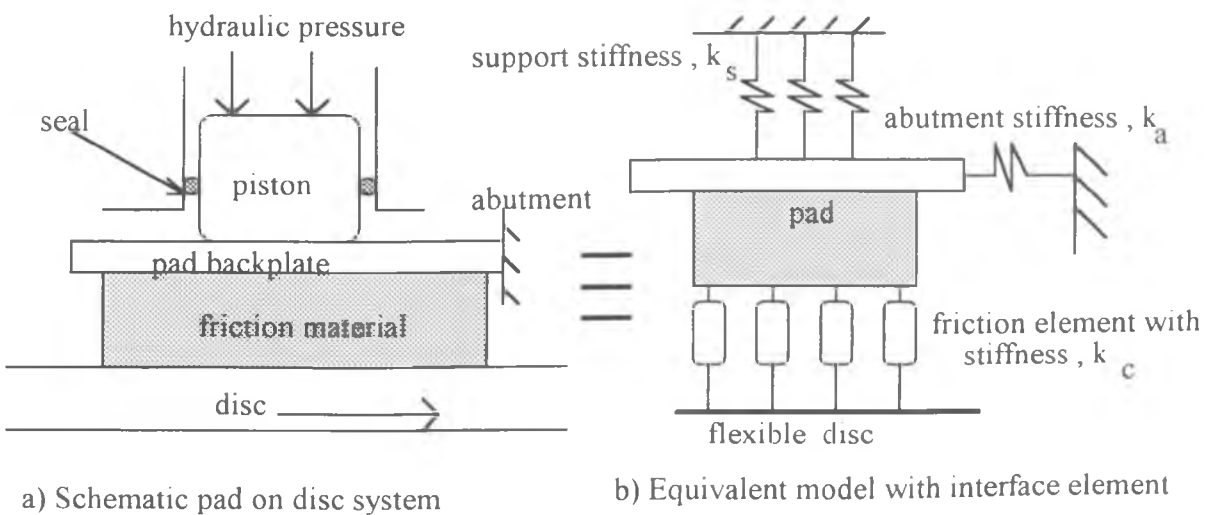 hydraulic pressure
seal
piston
abutment
pad backplate
friction material
disc
a) Schematic pad on disc system
support stiffness , k s
abutment stiffness , k a
pad
friction element with
stiffness , k c
flexible disc
b) Equivalent model with interface element